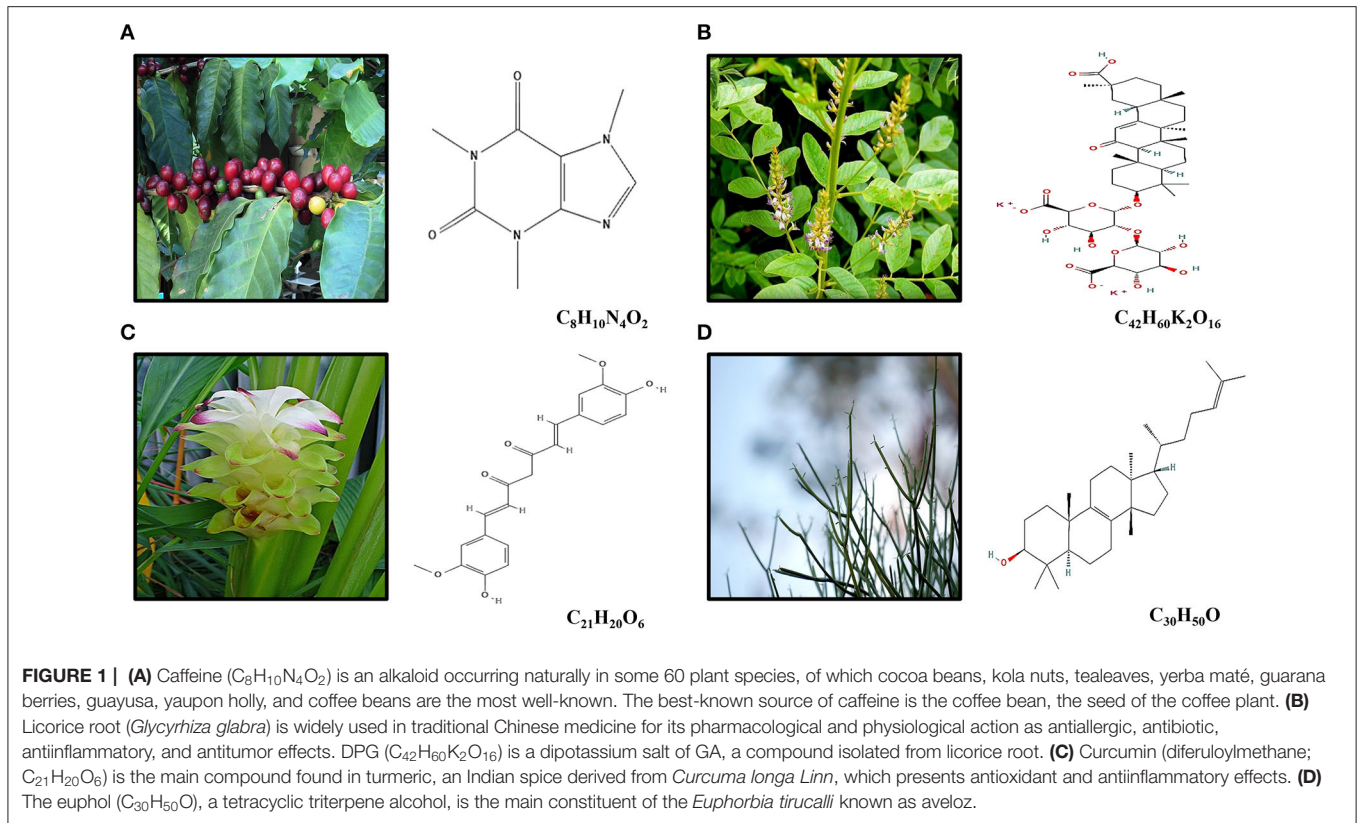 A
B
C₈H₁₀N₄O₂
C₄₂H₆₀K₂O₁₆
C
D
C₂₁H₂₀O₆
C₃₀H₅₀O
FIGURE 1 | (A) Caffeine (C₈H₁₀N₄O₂) is an alkaloid occurring naturally in some 60 plant species, of which cocoa beans, kola nuts, tealeaves, yerba maté, guarana
berries, guayusa, yaupon holly, and coffee beans are the most well-known. The best-known source of caffeine is the coffee bean, the seed of the coffee plant. (B)
Licorice root (Glycyrhiza glabra) is widely used in traditional Chinese medicine for its pharmacological and physiological action as antiallergic, antibiotic,
antiinflammatory, and antitumor effects. DPG (C₄₂H₆₀K₂O₁₆) is a dipotassium salt of GA, a compound isolated from licorice root. (C) Curcumin (diferuloylmethane;
C₂₁H₂₀O₆) is the main compound found in turmeric, an Indian spice derived from Curcuma longa Linn, which presents antioxidant and antiinflammatory effects. (D)
The euphol (C₃₀H₅₀O), a tetracyclic triterpene alcohol, is the main constituent of the Euphorbia tirucalli known as aveloz.